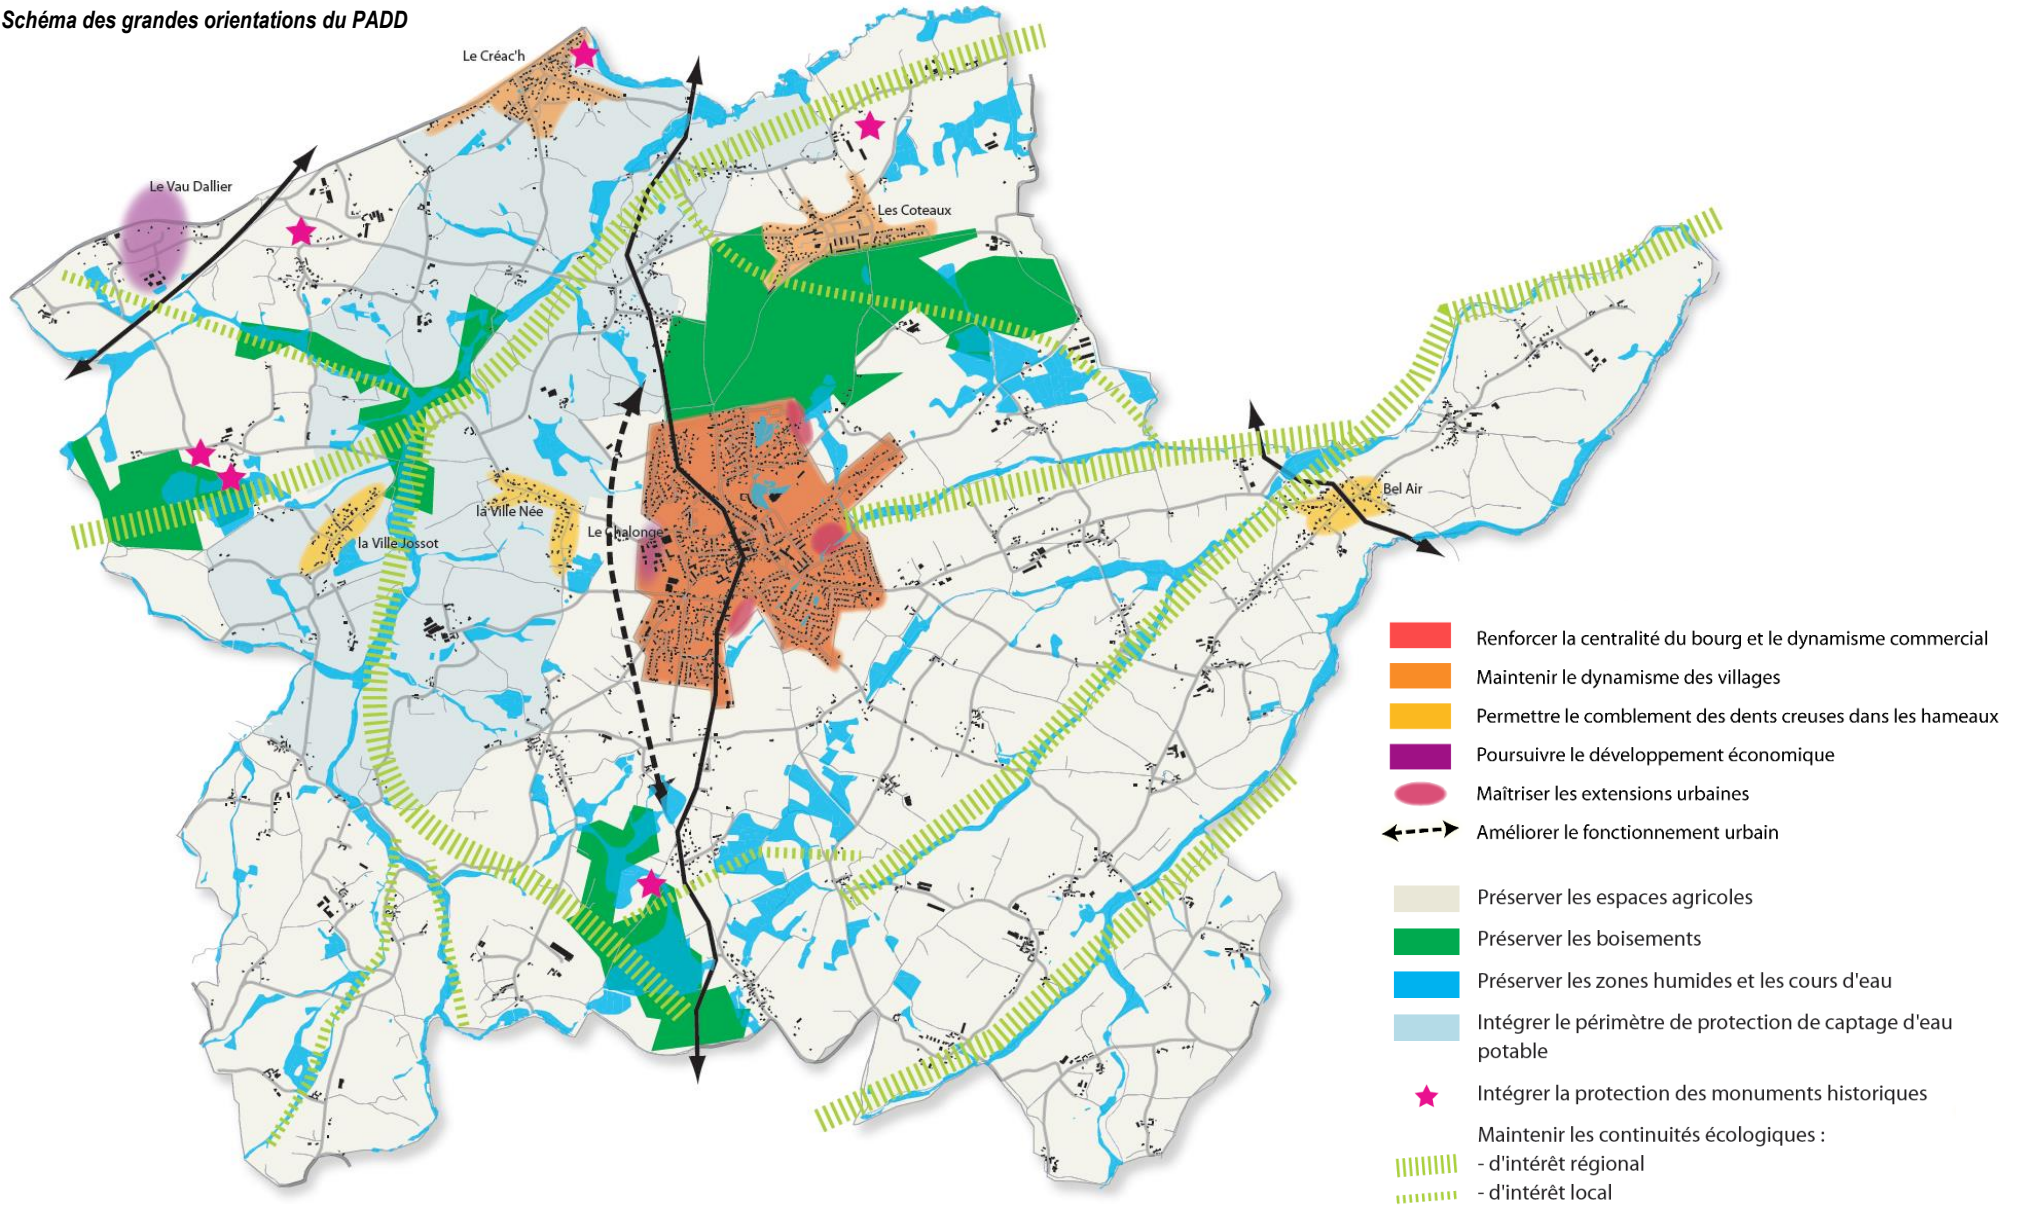 Schéma des grandes orientations du PADD
Le Créac'h
Le Vau Dallier
Les Coteaux
Bel Air
la Ville Née
Le Chalonge
la Ville Jossot
Renforcer la centralité du bourg et le dynamisme commercial
Maintenir le dynamisme des villages
Permettre le comblement des dents creuses dans les hameaux
Poursuivre le développement économique
Maîtriser les extensions urbaines
Améliorer le fonctionnement urbain
Préserver les espaces agricoles
Préserver les boisements
Préserver les zones humides et les cours d'eau
Intégrer le périmètre de protection de captage d'eau
potable
Intégrer la protection des monuments historiques
Maintenir les continuités écologiques :
- d'intérêt régional
- d'intérêt local